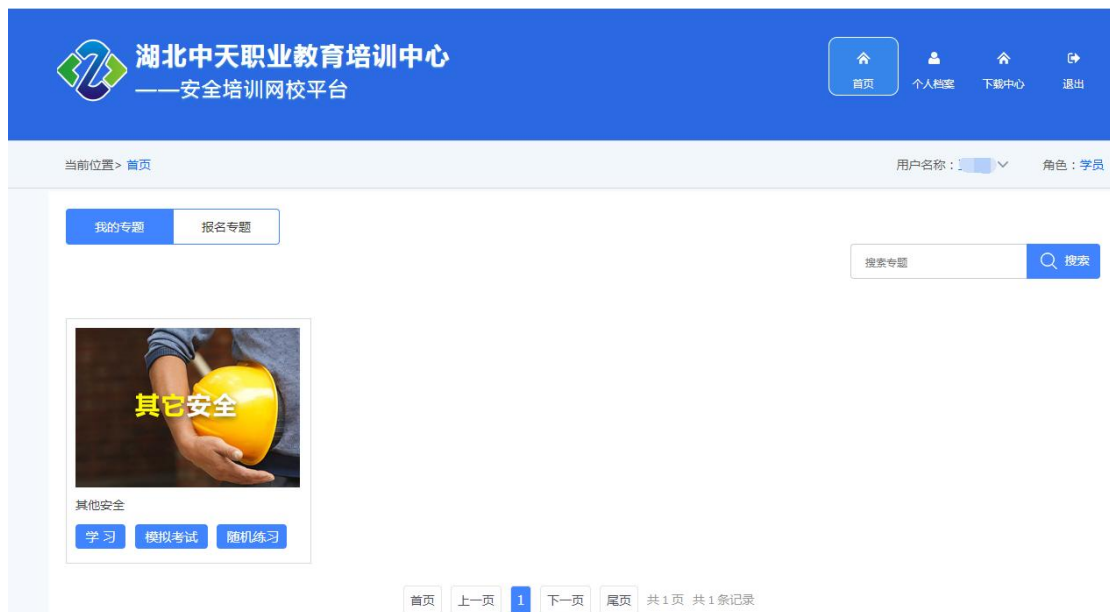 湖北中天职业教育培训中心
——安全培训网校平台
首页
个人档案
下载中心
退出
当前位置> 首页
用户名称：
角色：学员
我的专题
报名专题
搜索专题
搜索
其它安全
其他安全
学 习
模拟考试
随机练习
首页 上一页 1 下一页 尾页 共1页 共1条记录